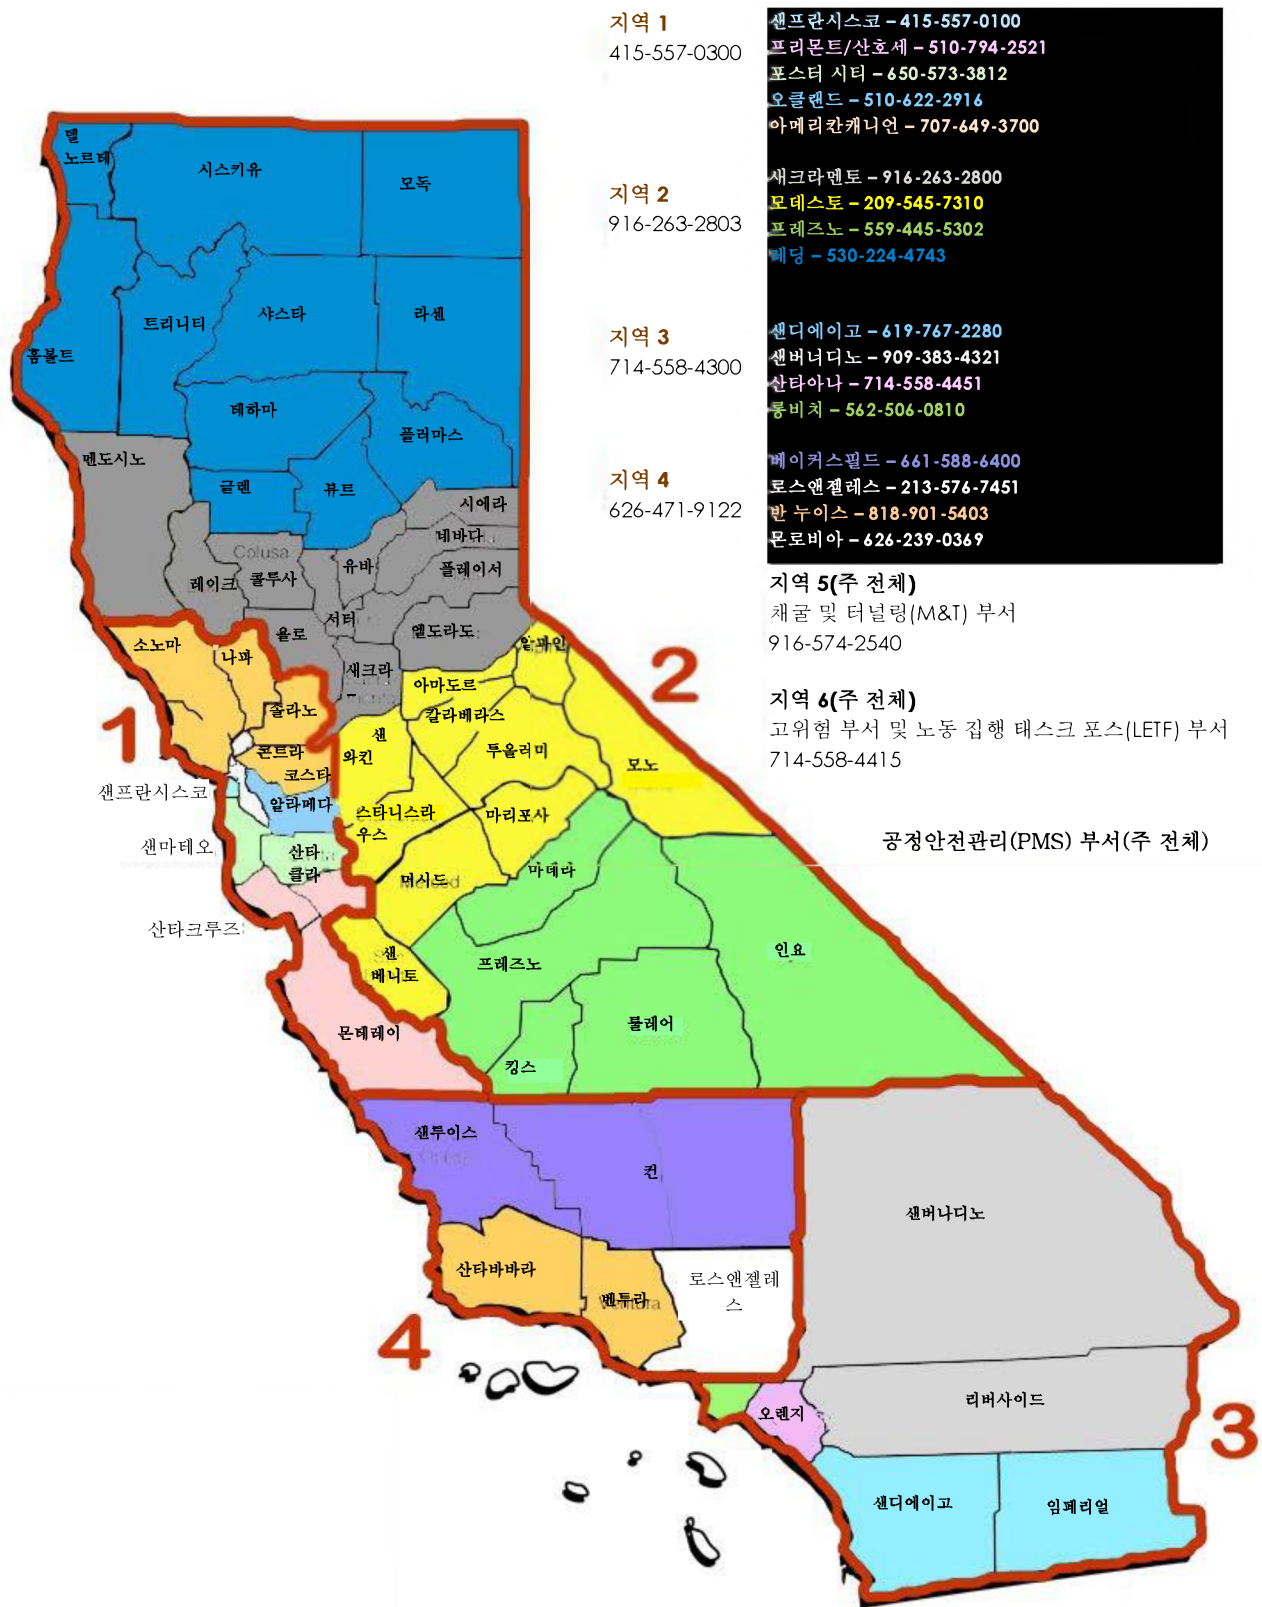 지역 1
415-557-0300
샌프란시스코 – 415-557-0100
프리몬트/산호세 – 510-794-2521
포스터 시티 – 650-573-3812
오클랜드 – 510-622-2916
아메리칸캐니언 – 707-649-3700
지역 2
916-263-2803
새크라멘토 – 916-263-2800
모데스토 – 209-545-7310
프레즈노 – 559-445-5302
레딩 – 530-224-4743
지역 3
714-558-4300
샌디에이고 – 619-767-2280
샌버너디노 – 909-383-4321
산타아나 – 714-558-4451
롱비치 – 562-506-0810
지역 4
626-471-9122
베이커스필드 – 661-588-6400
로스앤젤레스 – 213-576-7451
반 누이스 – 818-901-5403
몬로비아 – 626-239-0369
지역 5(주 전체)
채굴 및 터널링(M&T) 부서
916-574-2540
지역 6(주 전체)
고위험 부서 및 노동 집행 태스크 포스(LETF) 부서
714-558-4415
공정안전관리(PMS) 부서(주 전체)
델
노르테
시스키유
모독
훔볼트
트리니티
샤스타
라센
테하마
플러마스
멘도시노
글렌
뷰트
시에라
네바다
Colusa
레이크
콜루사
유바
플레이서
서터
욜로
엘도라도
새크라
소노마
나파
솔라노
알파인
아마도르
칼라베라스
콘트라
코스타
샌
와킨
투올러미
모노
1
2
샌프란시스코
알라메다
스타니스라
우스
마리포사
샌마테오
산타
클라
머시드
Merced
마데라
산타크루즈
샌
베니토
프레즈노
인요
몬테레이
킹스
툴레어
샌루이스
컨
샌버나디노
산타바바라
벤투라
Ventura
로스앤젤레
스
4
오렌지
리버사이드
3
샌디에이고
임페리얼